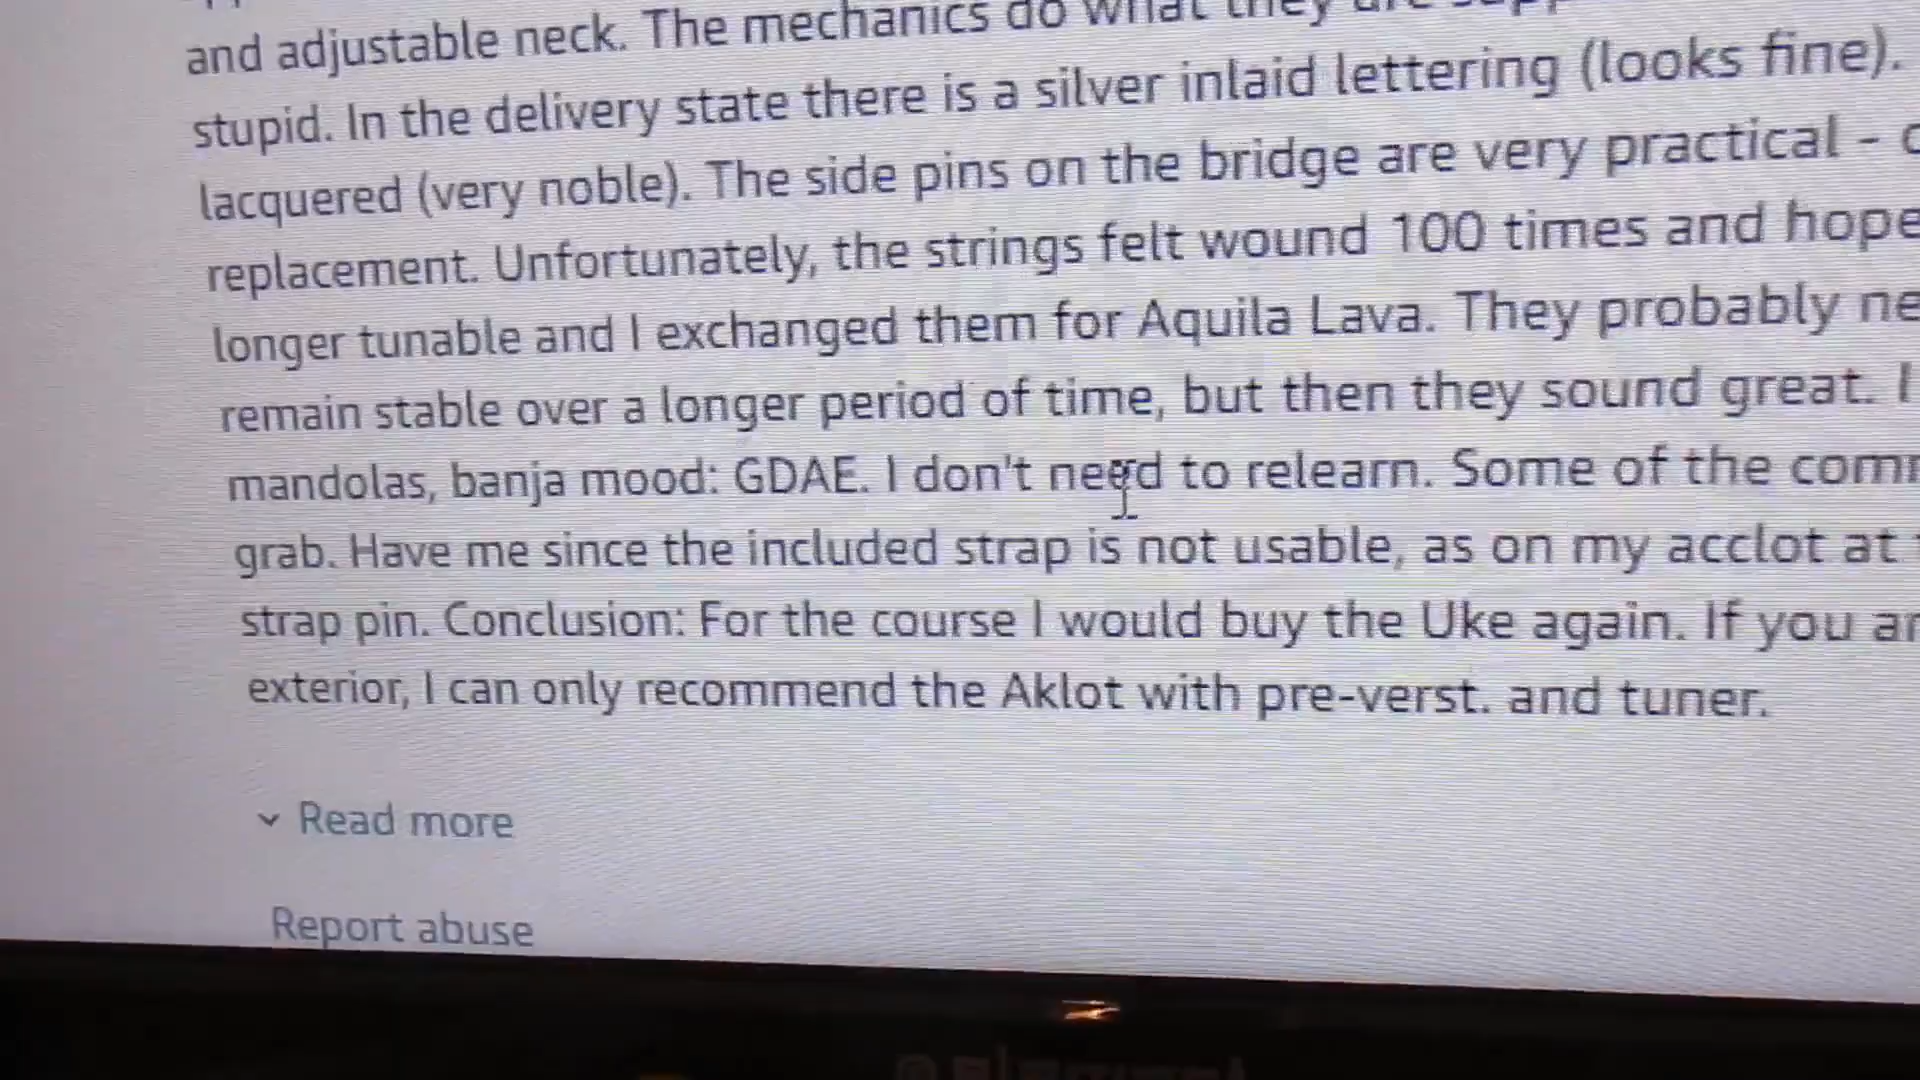 and adjustable neck. The mechanics do what they are
stupid. In the delivery state there is a silver inlaid lettering (looks fine).
lacquered (very noble). The side pins on the bridge are very practical -
replacement. Unfortunately, the strings felt wound 100 times and hope
longer tunable and I exchanged them for Aquila Lava. They probably ne
remain stable over a longer period of time, but then they sound great. I
mandolas, banja mood: GDAE. I don't need to relearn. Some of the com
grab. Have me since the included strap is not usable, as on my acclot at
strap pin. Conclusion: For the course I would buy the Uke again. If you ar
exterior, I can only recommend the Aklot with pre-verst. and tuner.
Read more
Report abuse